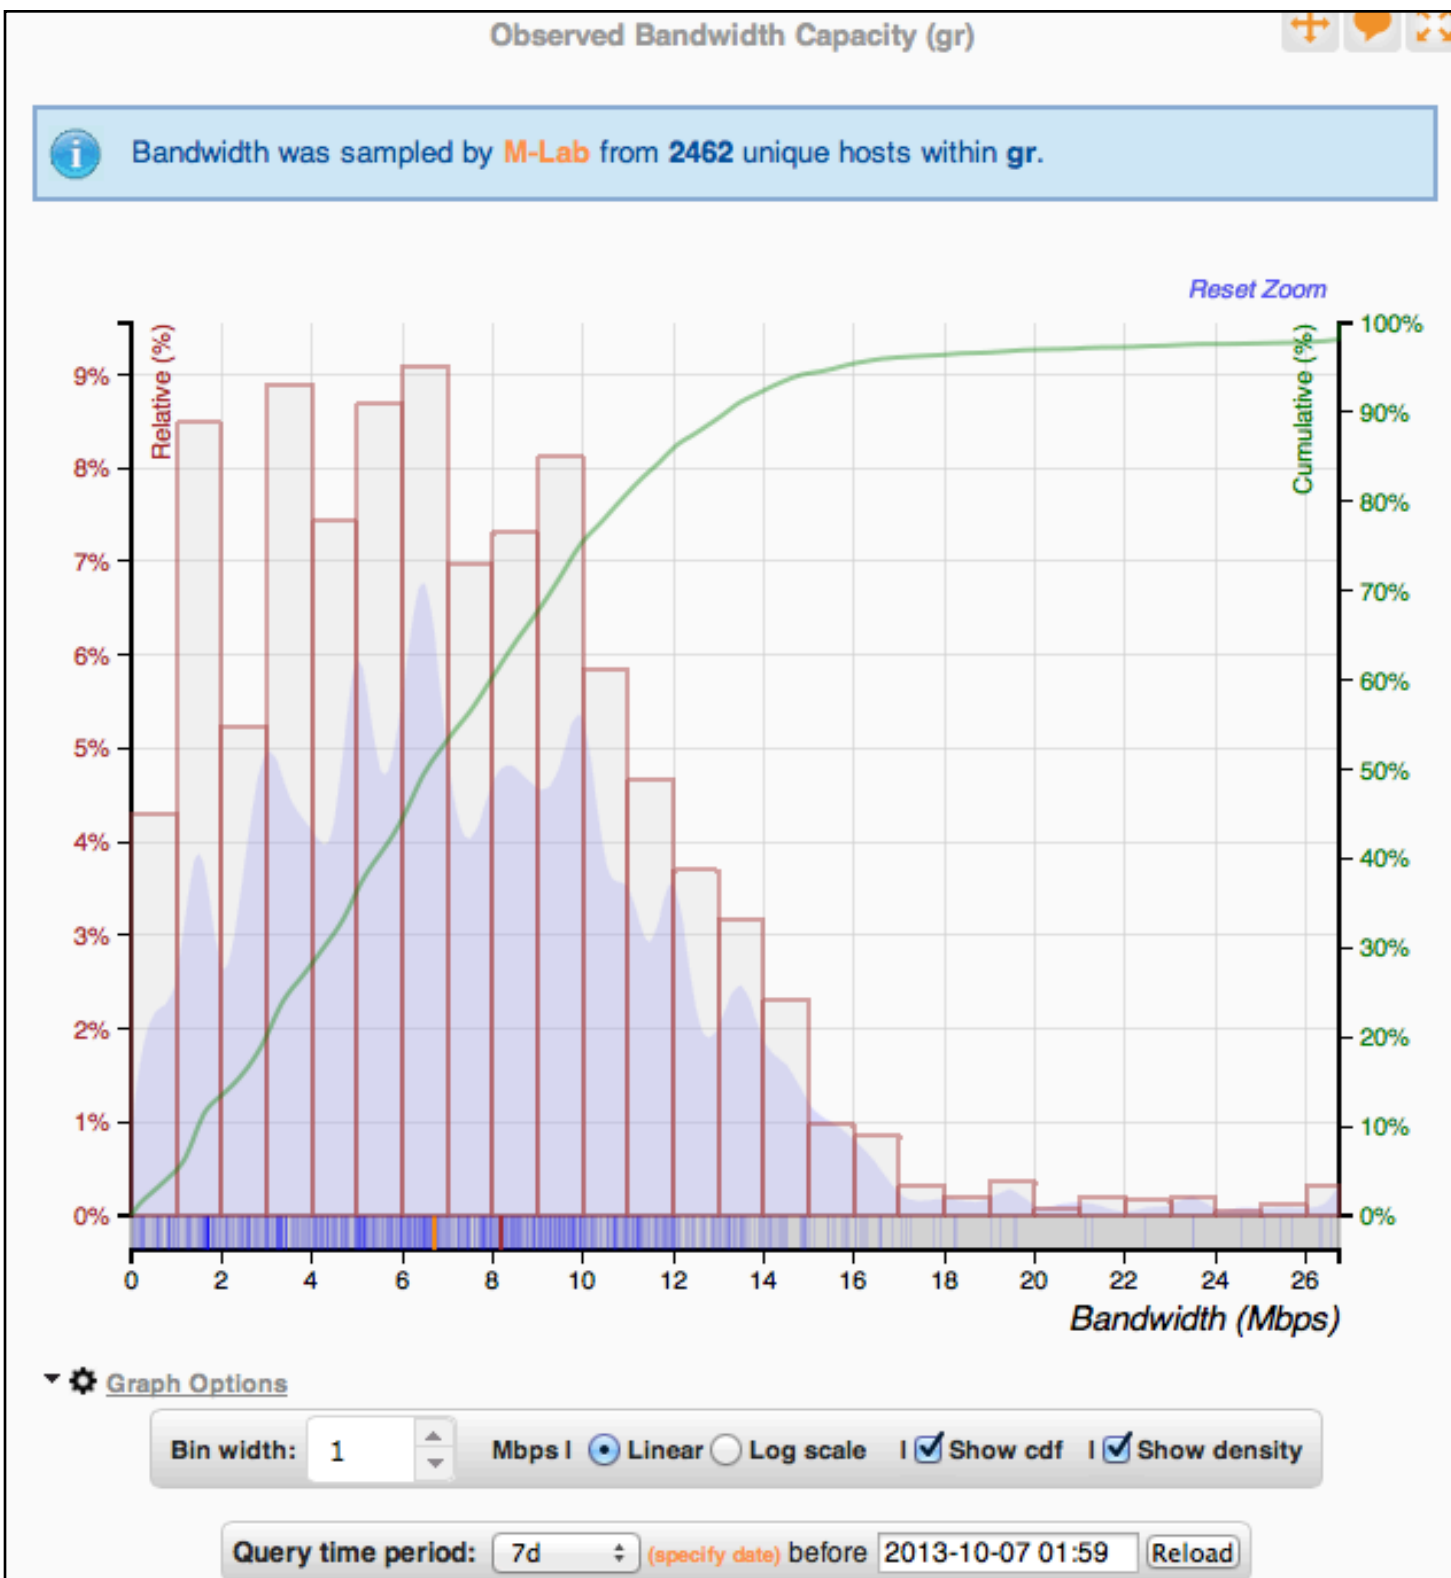 Observed Bandwidth Capacity (gr)
Bandwidth was sampled by M-Lab from 2462 unique hosts within gr.
Reset Zoom
Relative (%)
9%
8%
7%
6%
5%
4%
3%
2%
1%
0%
Cumulative (%)
100%
90%
80%
70%
60%
50%
40%
30%
20%
10%
0%
0 2 4 6 8 10 12 14 16 18 20 22 24 26
Bandwidth (Mbps)
Graph Options
Bin width: 1 Mbps | Linear Log scale | Show cdf | Show density
Query time period: 7d (specify date) before 2013-10-07 01:59 Reload